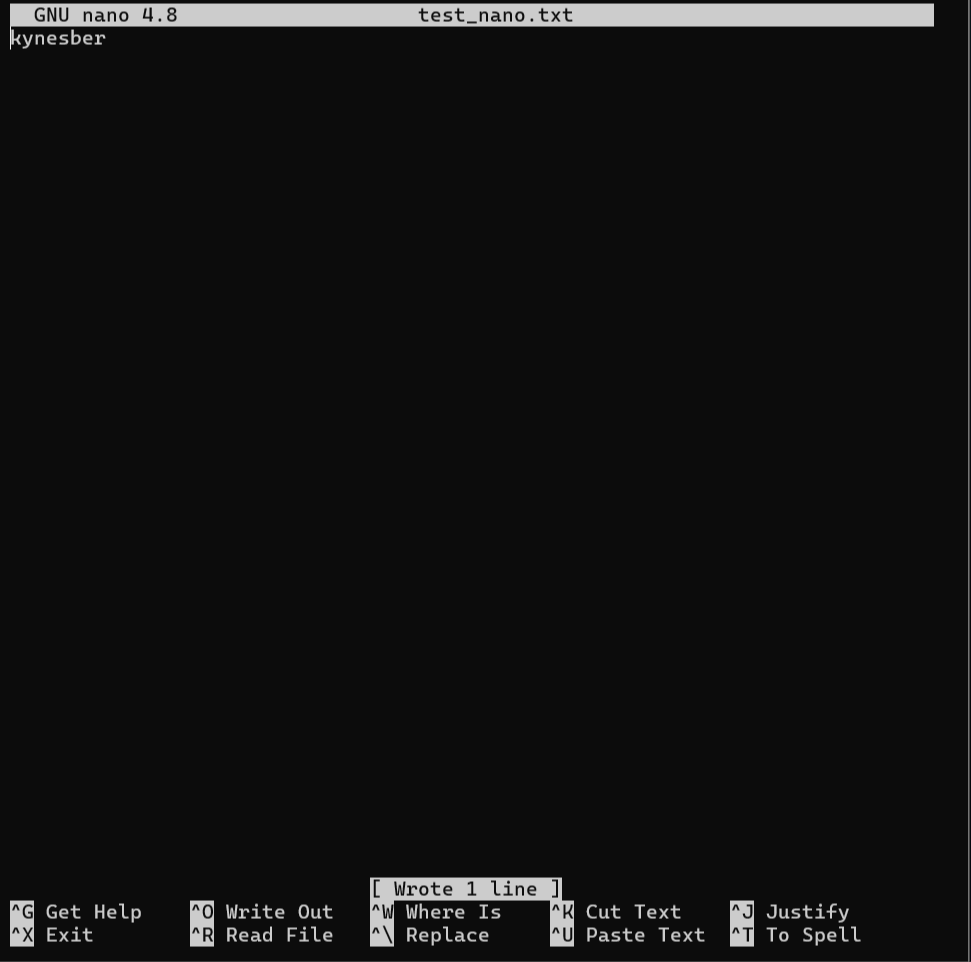 GNU nano 4.8 test_nano.txt
kynesber
[ Wrote 1 line ]
^G Get Help ^O Write Out ^W Where Is ^K Cut Text ^J Justify
^X Exit ^R Read File ^\ Replace ^U Paste Text ^T To Spell